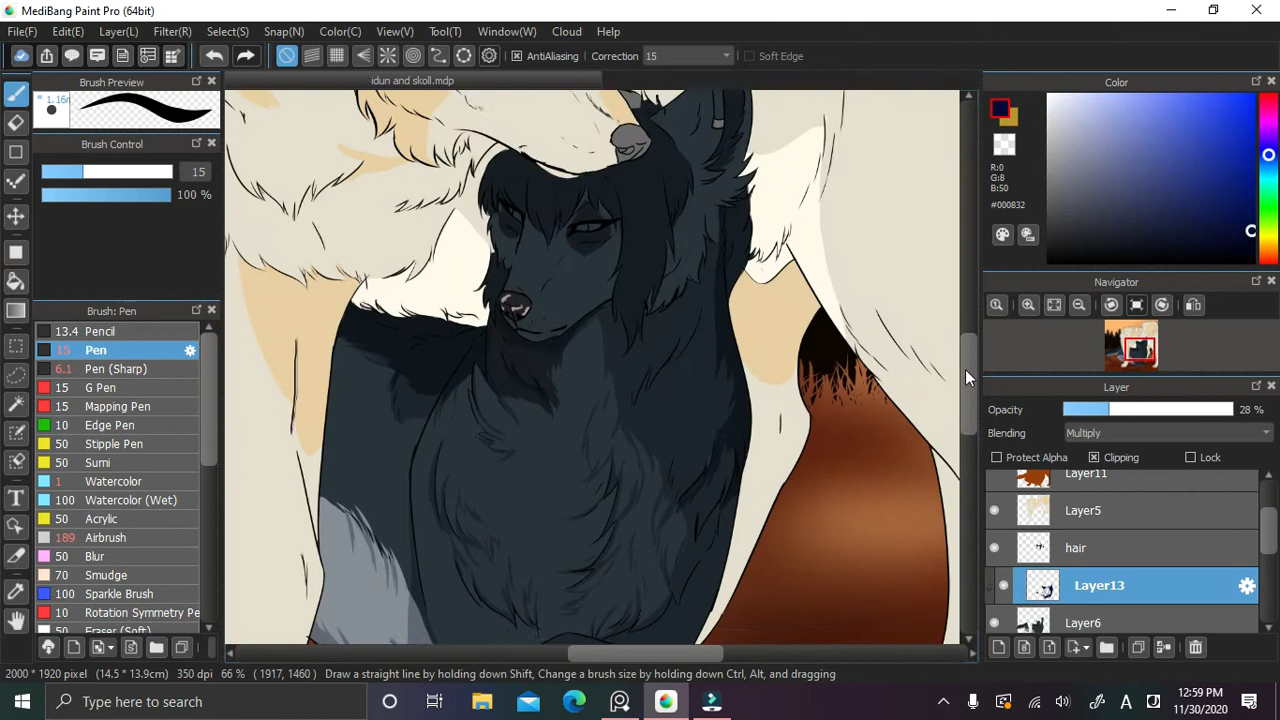 MediBang Paint Pro (64bit)
File(F) Edit(E) Layer(L) Filter(R) Select(S) Snap(N) Color(C) View(V) Tool(T) Window(W) Cloud Help
AntiAliasing Correction 15 Soft Edge
Brush Preview
idun and skoll.mdp
Color
* 1.16m
Brush Control
15
100 %
R:0
G:8
B:50
#000832
Navigator
Brush: Pen
13.4 Pencil
15 Pen
6.1 Pen (Sharp)
15 G Pen
15 Mapping Pen
10 Edge Pen
50 Stipple Pen
50 Sumi
1 Watercolor
100 Watercolor (Wet)
50 Acrylic
189 Airbrush
50 Blur
70 Smudge
50 Sparkle Brush
10 Rotation Symmetry Pe
50 Eraser (Soft)
Layer
Opacity 28 %
Blending Multiply
Protect Alpha Clipping Lock
Layer11
Layer5
hair
Layer13
Layer6
2000 * 1920 pixel (14.5 * 13.9cm) 350 dpi 66 % ( 1917, 1460 ) Draw a straight line by holding down Shift, Change a brush size by holding down Ctrl, Alt, and dragging
Type here to search
A
12:59 PM
11/30/2020